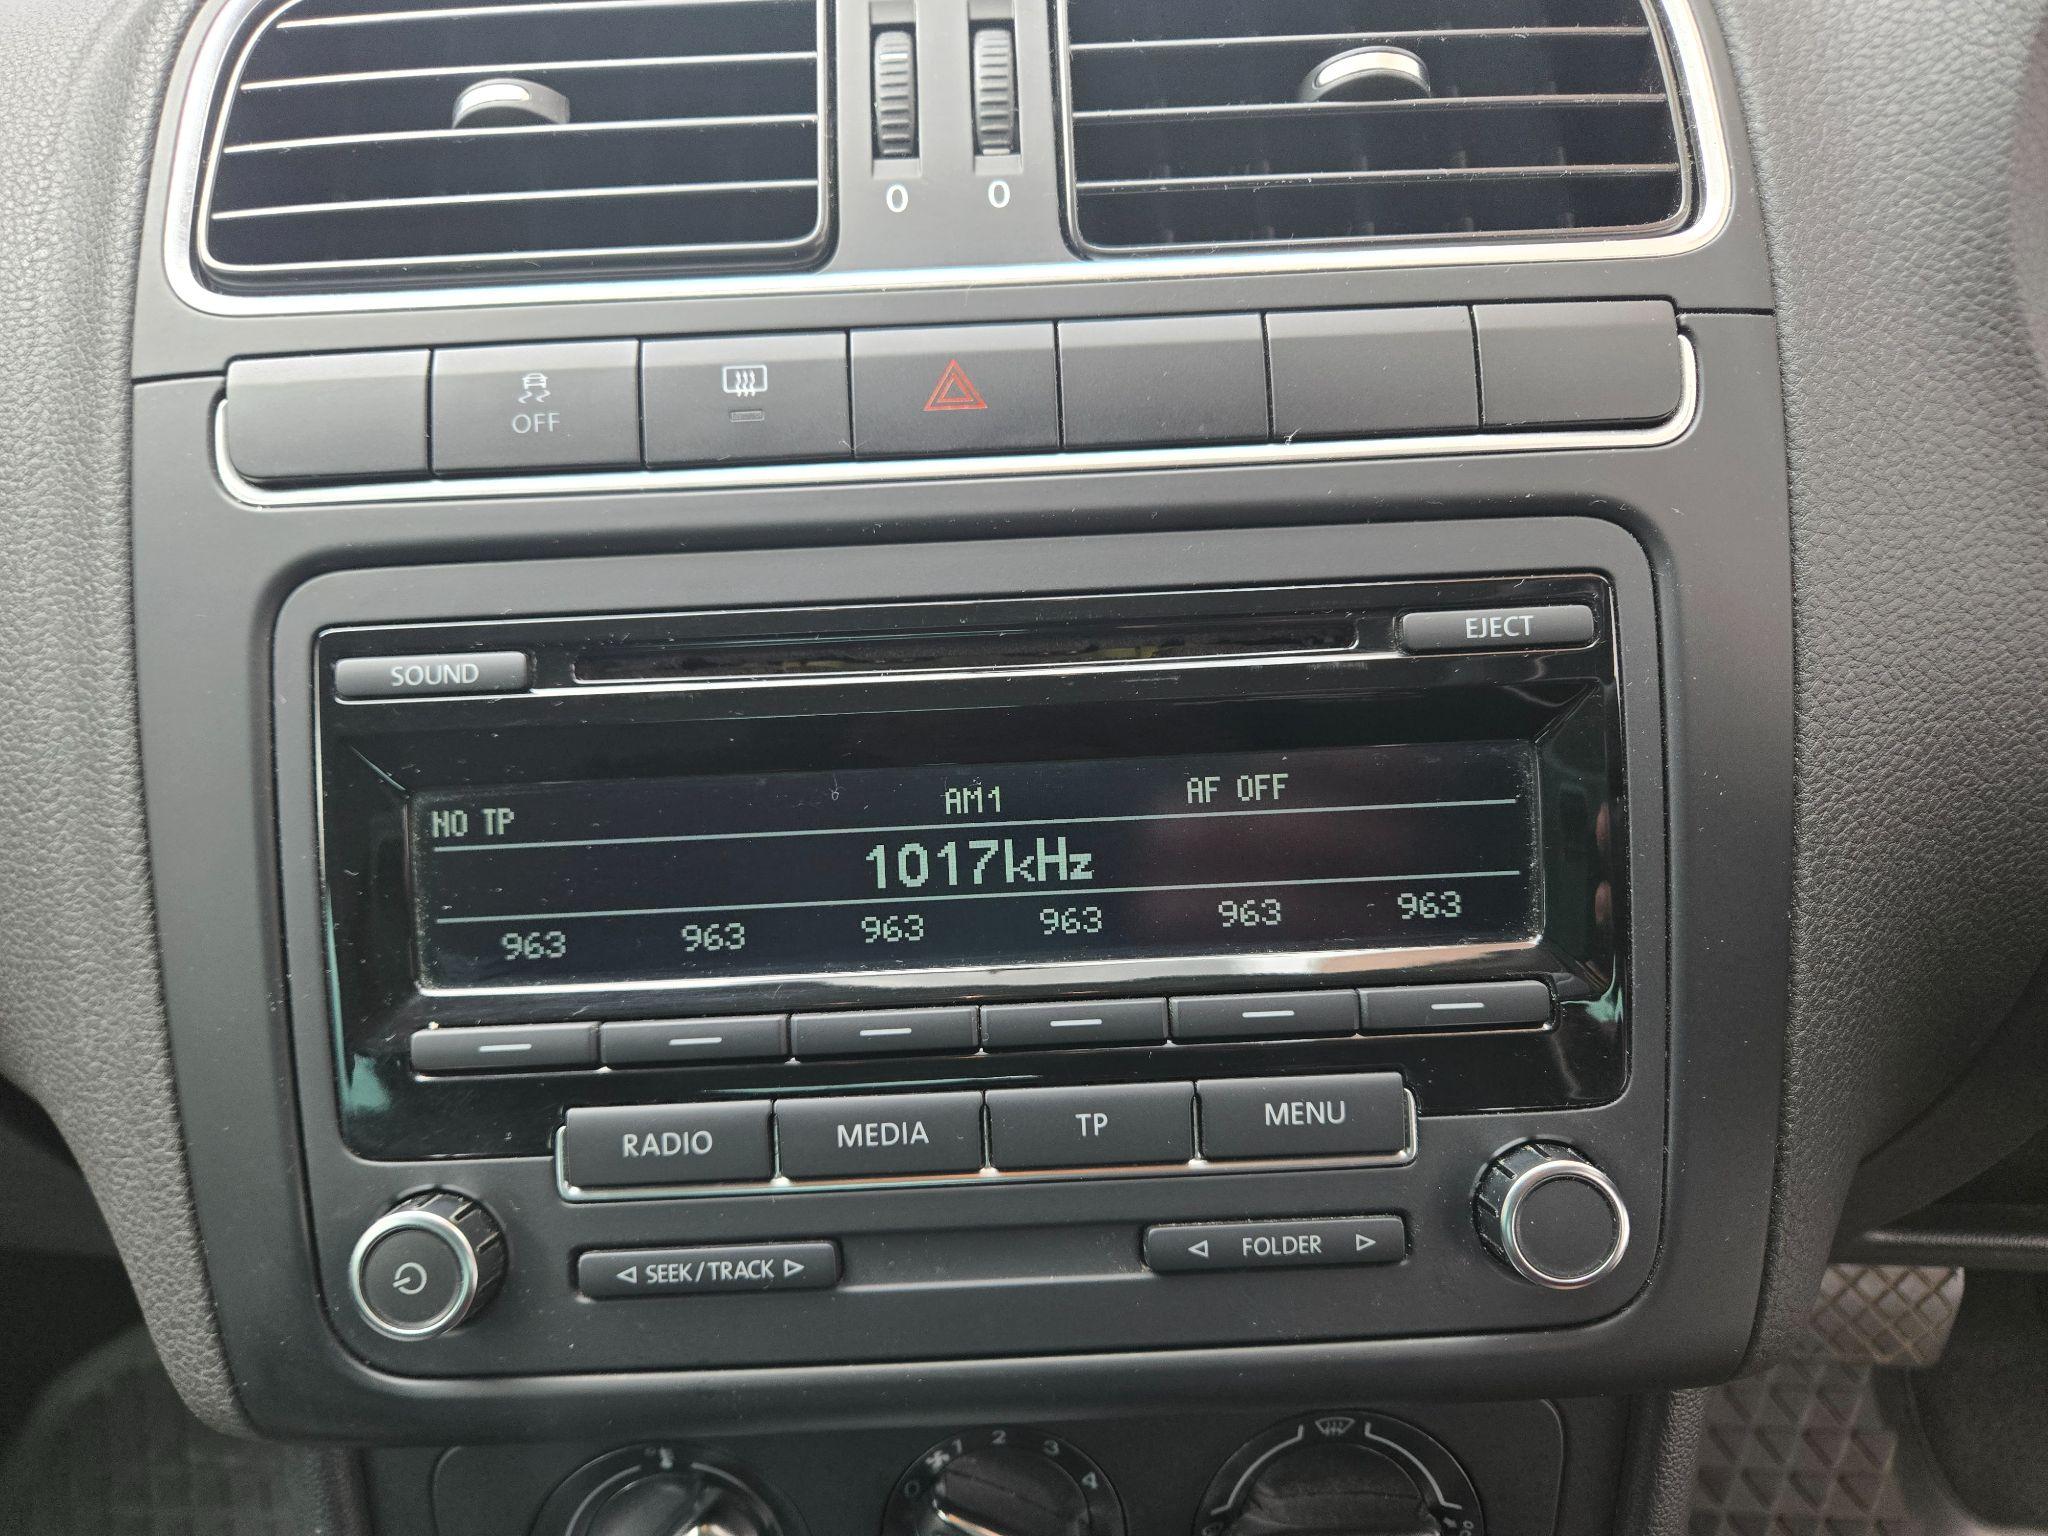 0 0
OFF
SOUND EJECT
NO TP AM1 AF OFF
1017kHz
963 963 963 963 963 963
RADIO MEDIA TP MENU
SEEK/TRACK FOLDER
0 1 2 3 4